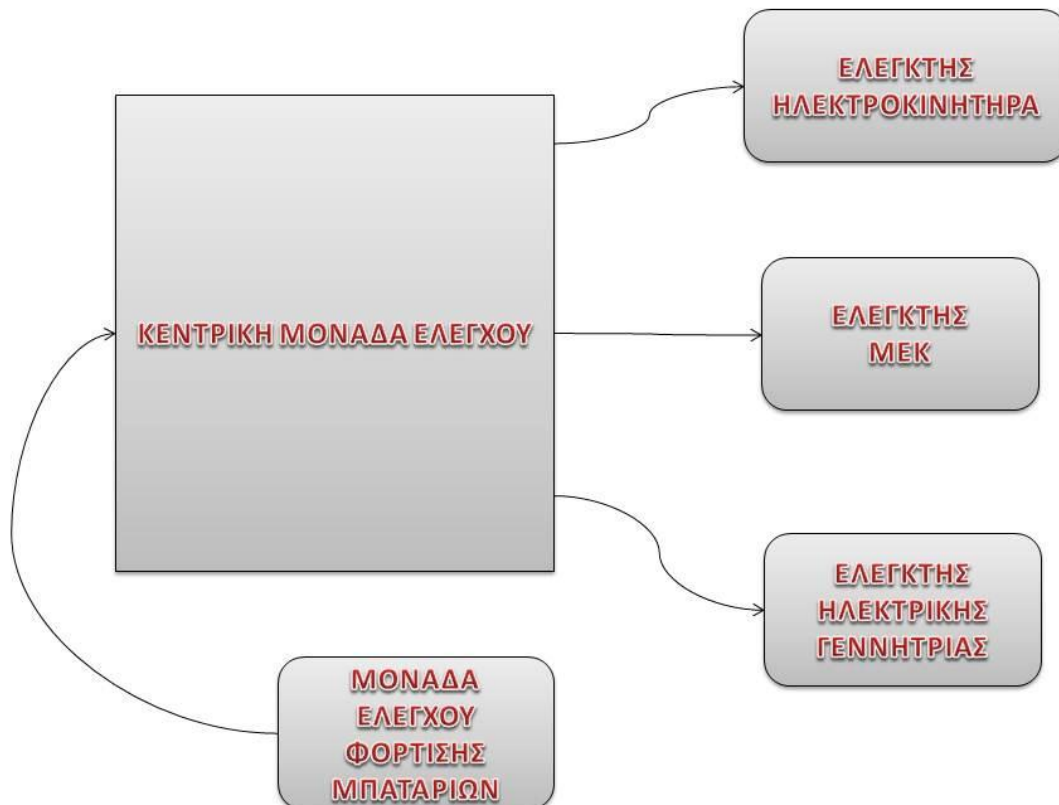 ΕΛΕΓΚΤΗΣ
ΗΛΕΚΤΡΟΚΙΝΗΤΗΡΑ
ΚΕΝΤΡΙΚΗ ΜΟΝΑΔΑ ΕΛΕΓΧΟΥ
ΕΛΕΓΚΤΗΣ
ΜΕΚ
ΕΛΕΓΚΤΗΣ
ΗΛΕΚΤΡΙΚΗΣ
ΓΕΝΝΗΤΡΙΑΣ
ΜΟΝΑΔΑ
ΕΛΕΓΧΟΥ
ΦΟΡΤΙΣΗΣ
ΜΠΑΤΑΡΙΩΝ